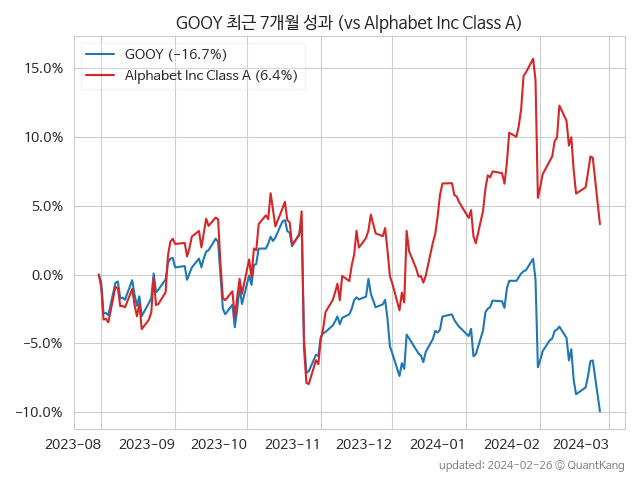 GOOY 최근 7개월 성과 (vs Alphabet Inc Class A)
GOOY (−16.7%)
Alphabet Inc Class A (6.4%)
15.0%
10.0%
5.0%
0.0%
−5.0%
−10.0%
2023-08 2023-09 2023-10 2023-11 2023-12 2024-01 2024-02 2024-03
updated: 2024-02-26 © QuantKang